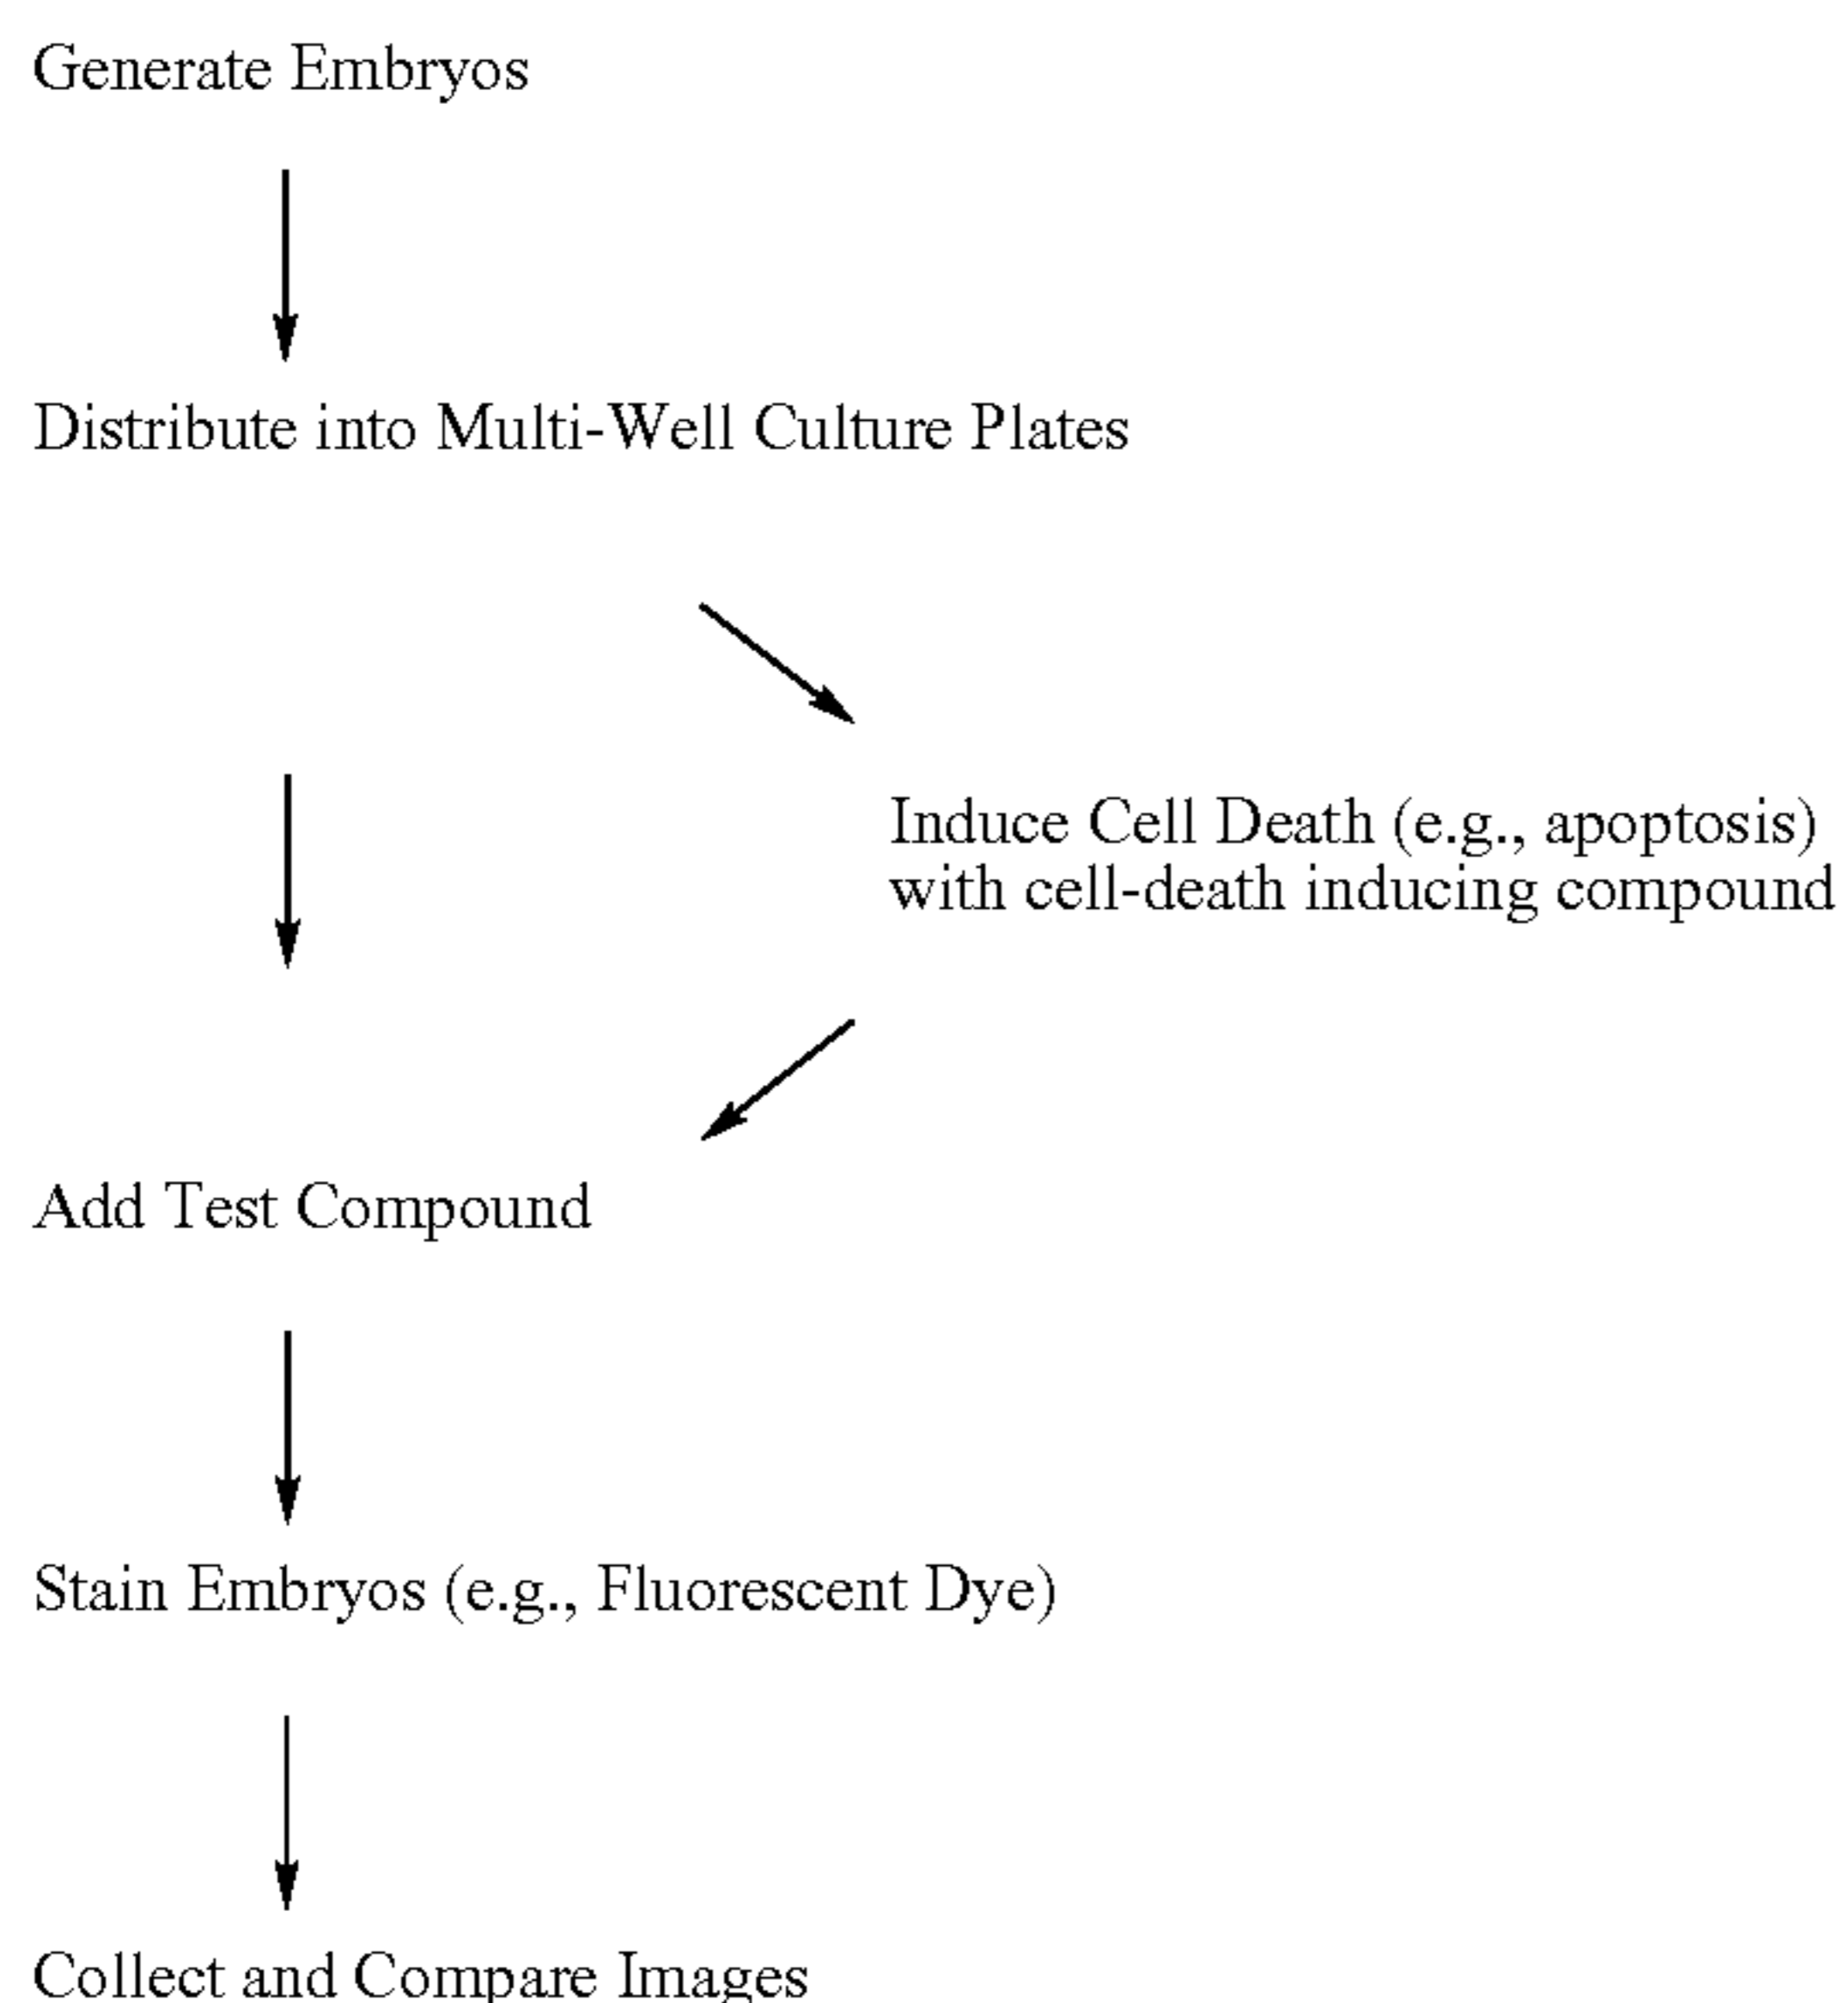 Generate Embryos
Distribute into Multi-Well Culture Plates
Induce Cell Death (e.g., apoptosis)
with cell-death inducing compound
Add Test Compound
Stain Embryos (e.g., Fluorescent Dye)
Collect and Compare Images